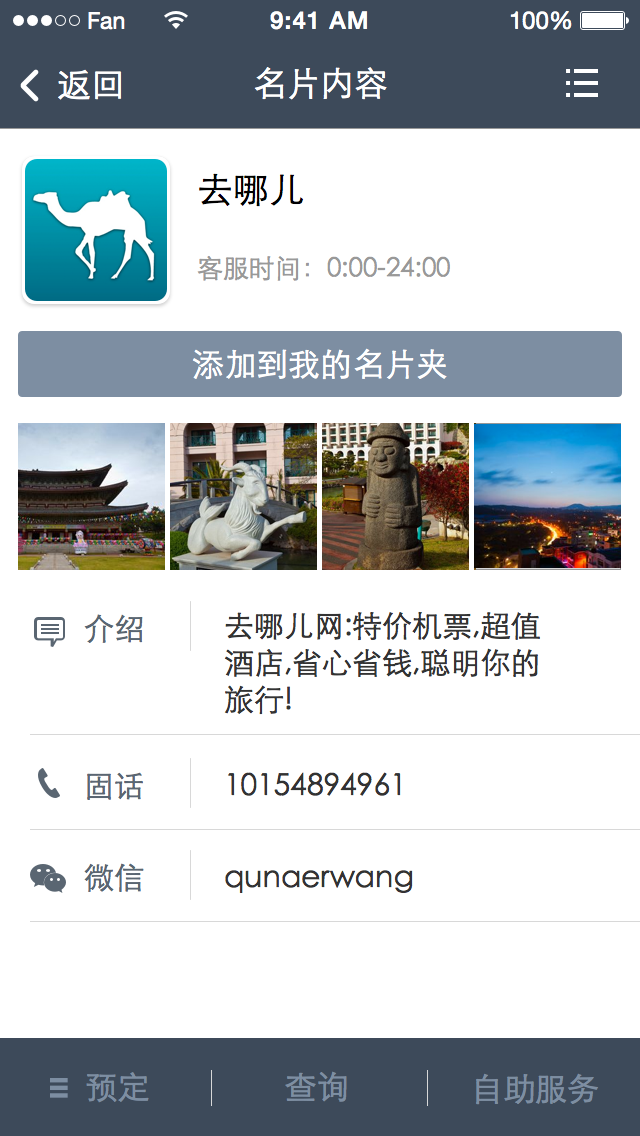 Fan 9:41 AM 100%
返回 名片内容
去哪儿
客服时间：0:00-24:00
添加到我的名片夹
介绍 去哪儿网:特价机票,超值
酒店,省心省钱,聪明你的
旅行!
固话 10154894961
微信 qunaerwang
预定 查询 自助服务